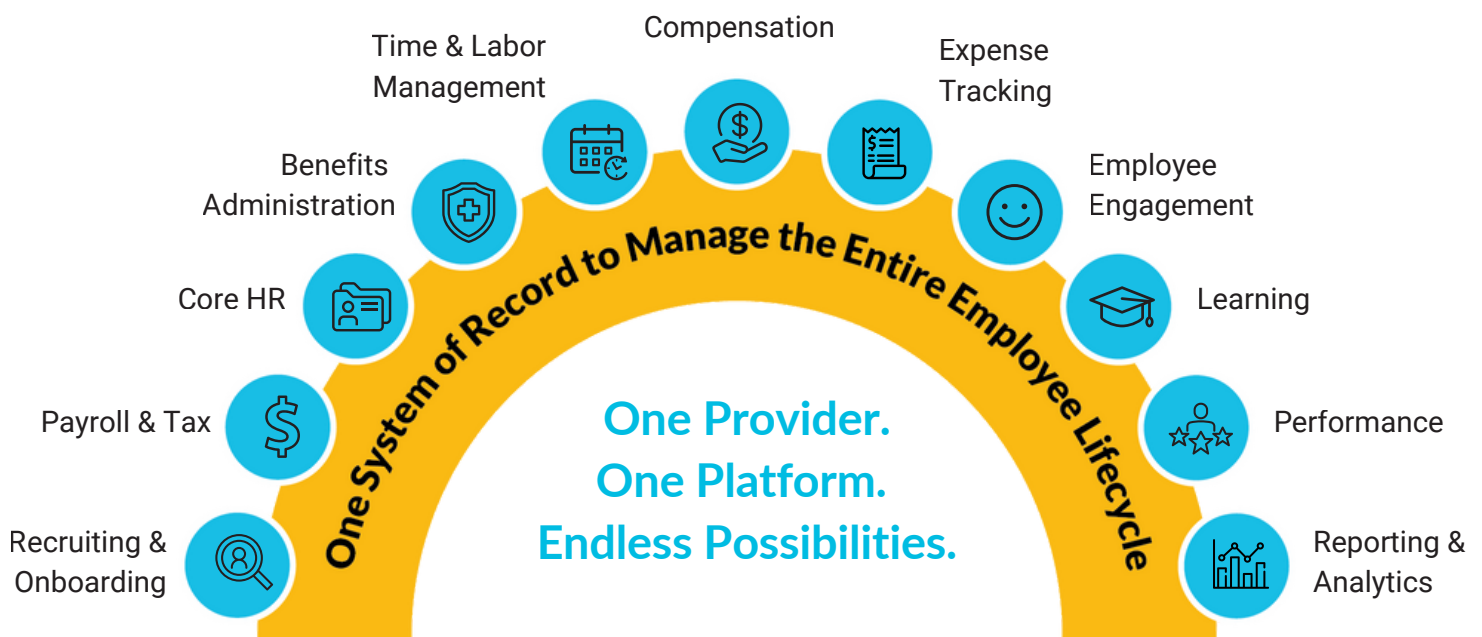 Recruiting &
Onboarding
Payroll & Tax
Core HR
Benefits
Administration
Time & Labor
Management
Compensation
Expense
Tracking
Employee
Engagement
Learning
Performance
Reporting &
Analytics
One System of Record to Manage the Entire Employee Lifecycle
One Provider.
One Platform.
Endless Possibilities.